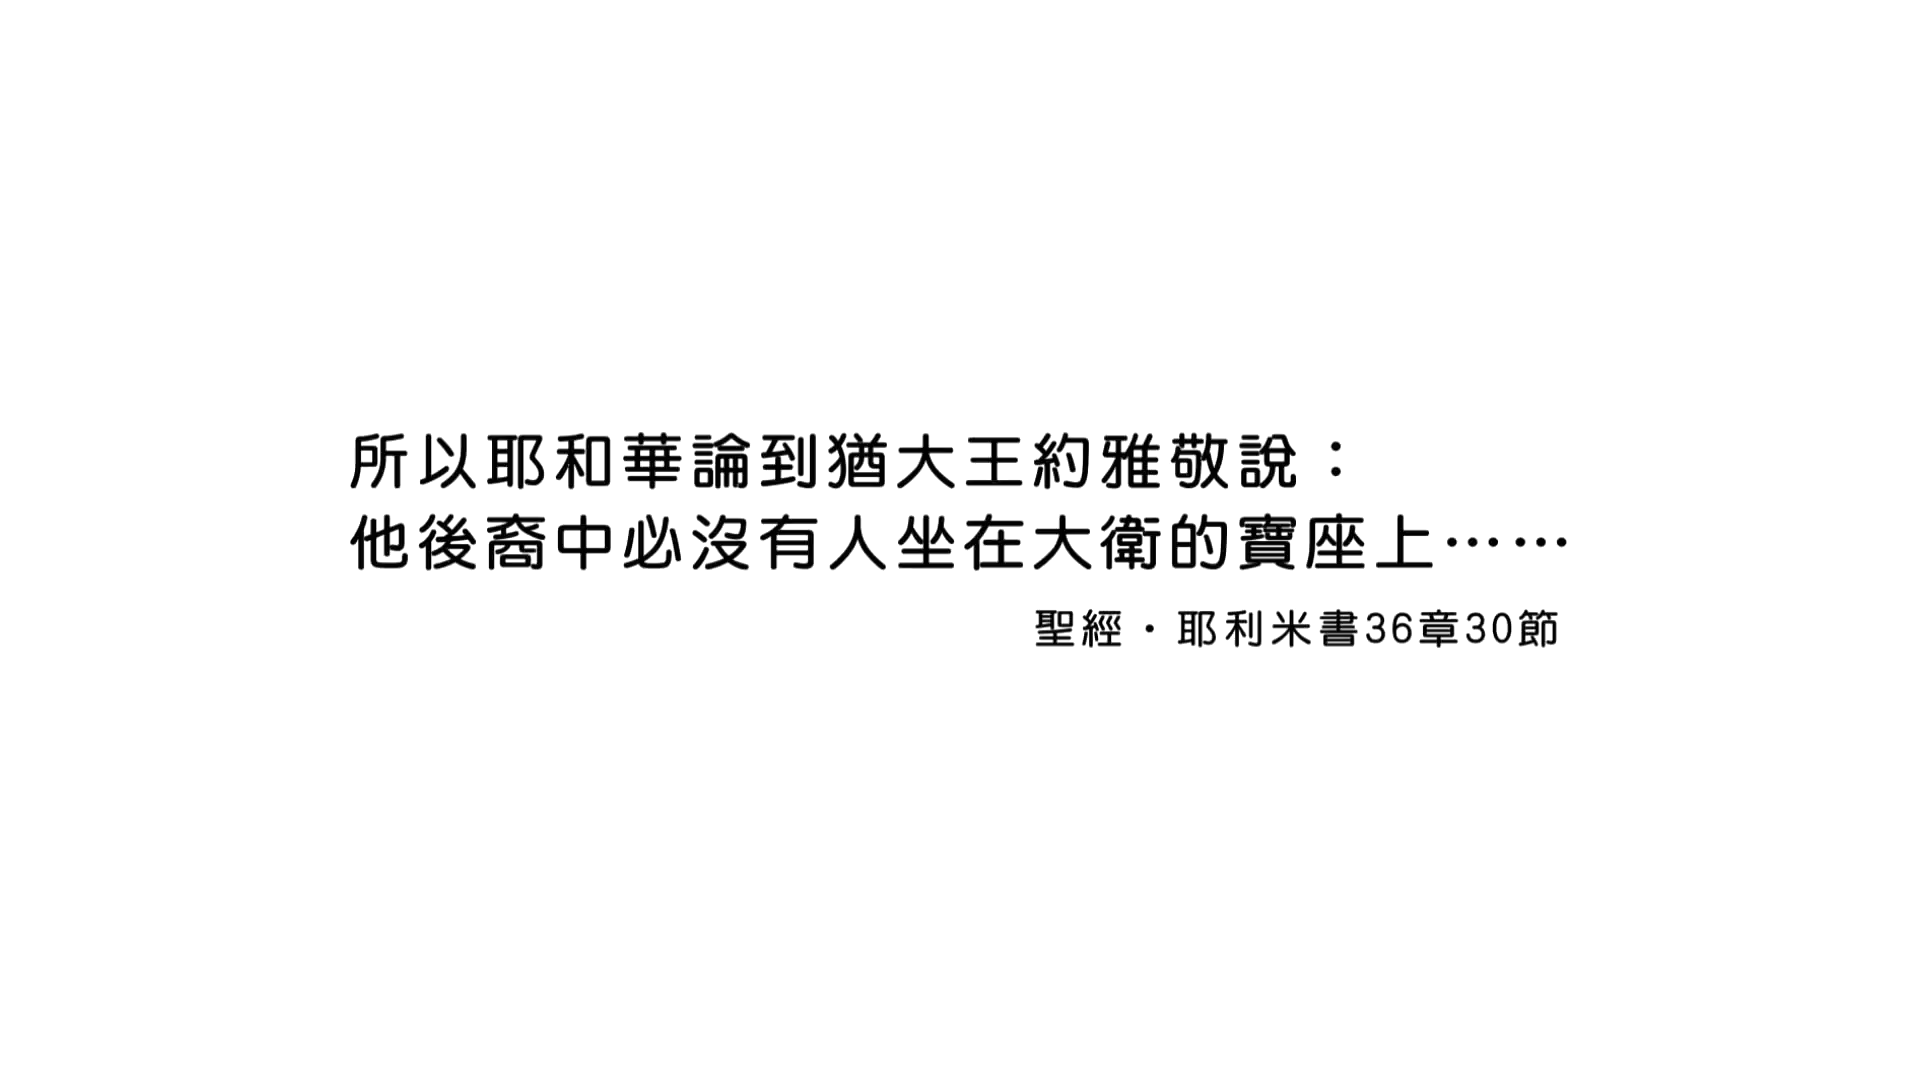 所以耶和華論到猶大王約雅敬說：
他後裔中必沒有人坐在大衛的寶座上⋯⋯
聖經・耶利米書36章30節